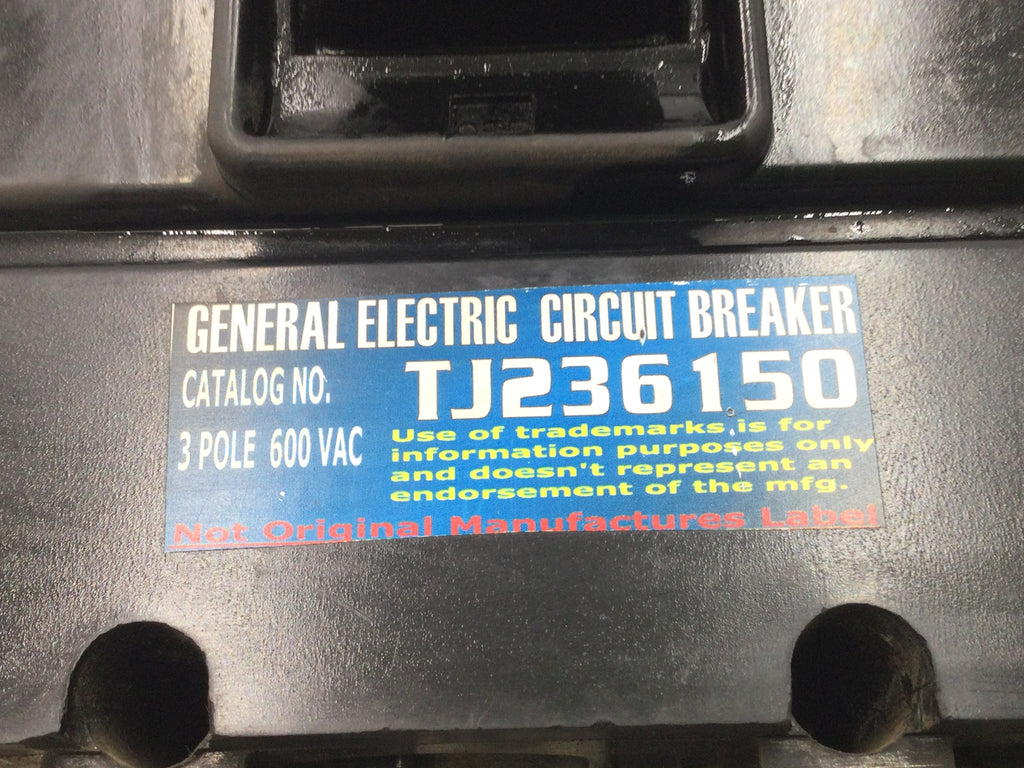 GENERAL ELECTRIC CIRCUIT BREAKER
CATALOG NO. TJ236150
3 POLE 600 VAC
Use of trademarks is for
information purposes only
and doesn't represent an
endorsement of the mfg.
Not Original Manufactures Label